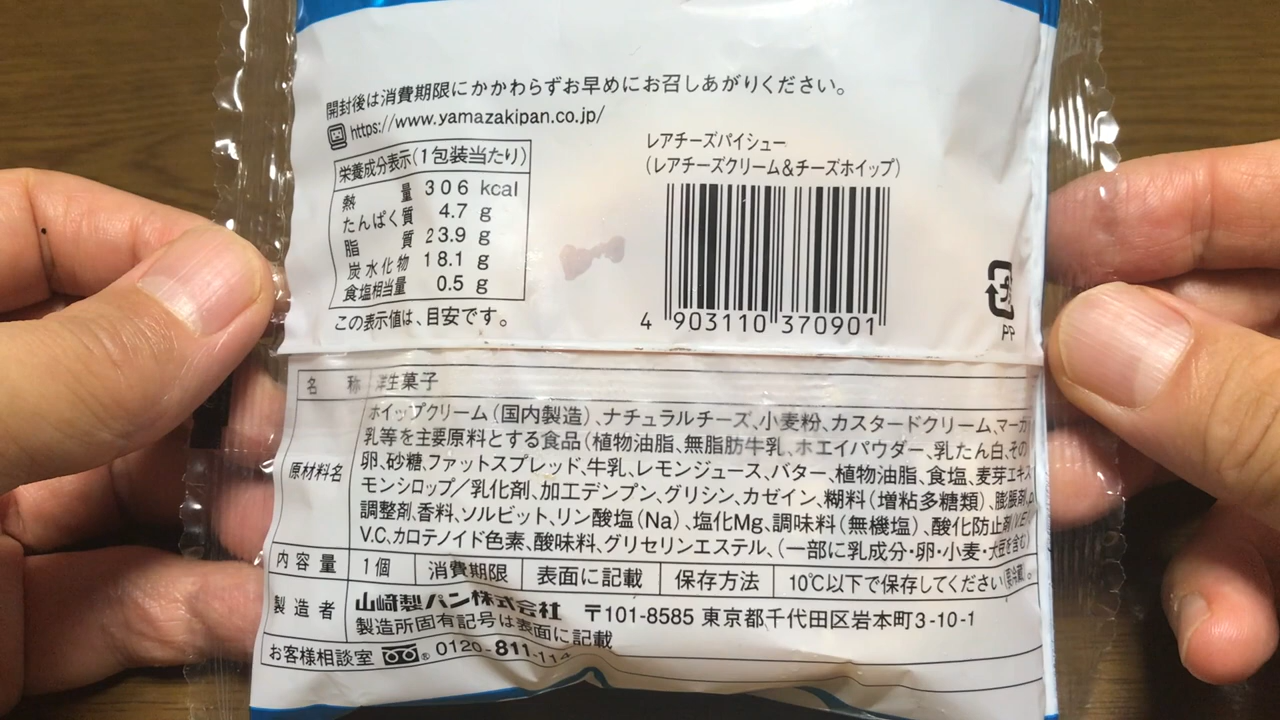 開封後は消費期限にかかわらずお早めにお召しあがりください。
https://www.yamazakipan.co.jp/
栄養成分表示(1包装当たり)
熱量 306 kcal
たんぱく質 4.7 g
脂質 23.9 g
炭水化物 18.1 g
食塩相当量 0.5 g
この表示値は、目安です。
レアチーズパイシュー
(レアチーズクリーム&チーズホイップ)
4 903110 370901
PP
名称 洋生菓子
原材料名
ホイップクリーム(国内製造)、ナチュラルチーズ、小麦粉、カスタードクリーム、マーガ
乳等を主要原料とする食品(植物油脂、無脂肪牛乳、ホエイパウダー、乳たん白、その
卵、砂糖、ファットスプレッド、牛乳、レモンジュース、バター、植物油脂、食塩、麦芽エキス
モンシロップ/乳化剤、加工デンプン、グリシン、カゼイン、糊料(増粘多糖類)、膨脹剤、p
調整剤、香料、ソルビット、リン酸塩(Na)、塩化Mg、調味料(無機塩)、酸化防止剤(V.E
V.C、カロテノイド色素、酸味料、グリセリンエステル、(一部に乳成分・卵・小麦・大豆を含む)
内容量 1個 消費期限 表面に記載 保存方法 10℃以下で保存してください(要冷蔵)。
製造者 山崎製パン株式会社 〒101-8585 東京都千代田区岩本町3-10-1
製造所固有記号は表面に記載
お客様相談室 0120-811-114